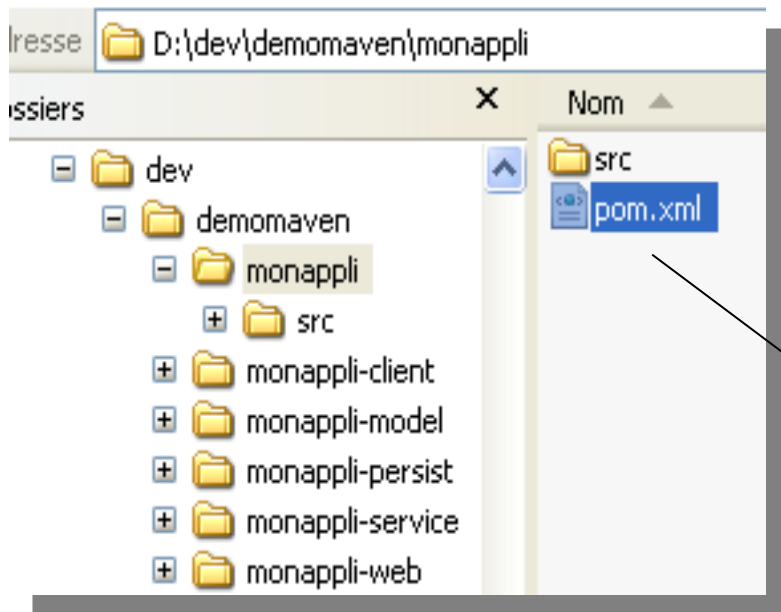 resse D:\dev\demomaven\monappli
ssiers
Nom
dev
src
demomaven
pom.xml
monappli
src
monappli-client
monappli-model
monappli-persist
monappli-service
monappli-web